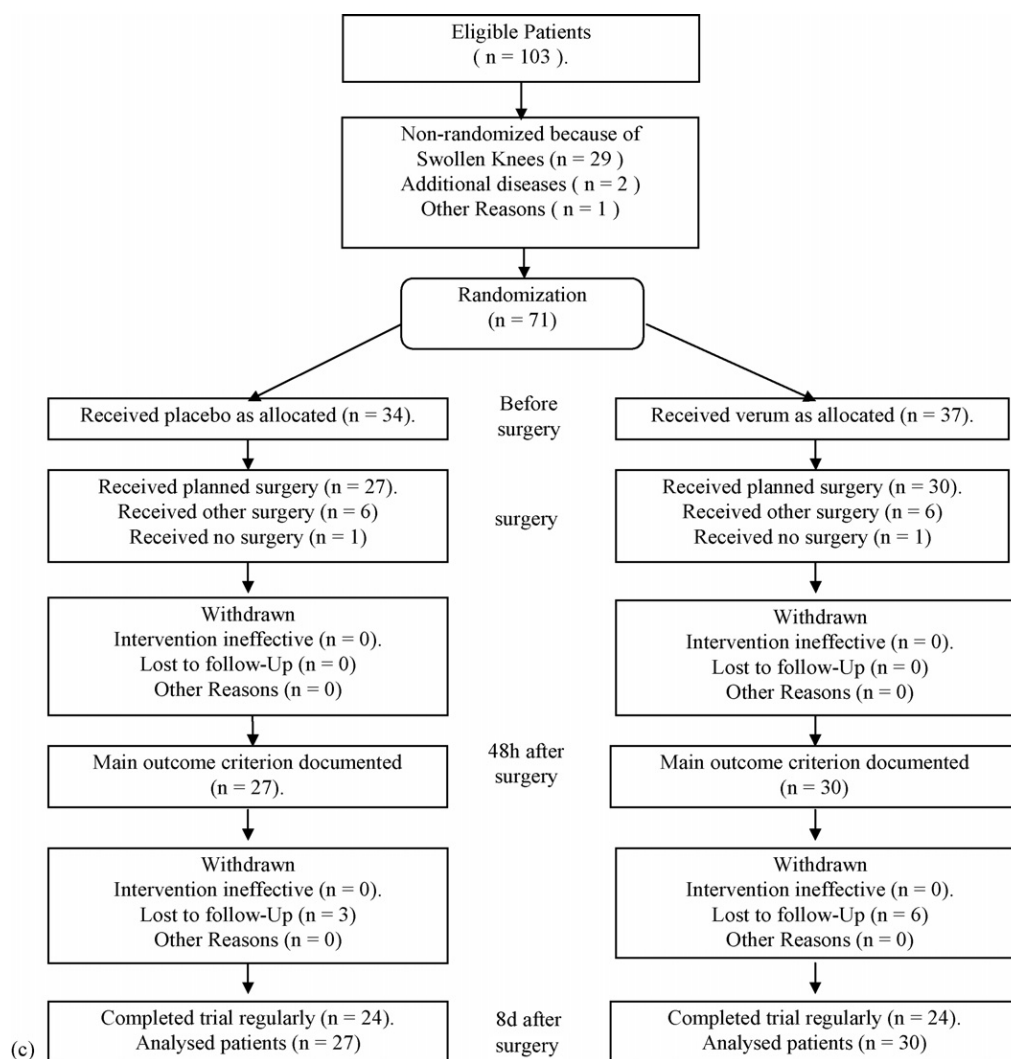 Eligible Patients
( n = 103 ).
Non-randomized because of
Swollen Knees (n = 29 )
Additional diseases ( n = 2 )
Other Reasons ( n = 1 )
Randomization
(n = 71)
Received placebo as allocated (n = 34).
Before
surgery
Received verum as allocated (n = 37).
Received planned surgery (n = 27).
Received other surgery (n = 6)
Received no surgery (n = 1)
surgery
Received planned surgery (n = 30).
Received other surgery (n = 6)
Received no surgery (n = 1)
Withdrawn
Intervention ineffective (n = 0).
Lost to follow-Up (n = 0)
Other Reasons (n = 0)
Withdrawn
Intervention ineffective (n = 0).
Lost to follow-Up (n = 0)
Other Reasons (n = 0)
Main outcome criterion documented
(n = 27).
48h after
surgery
Main outcome criterion documented
(n = 30)
Withdrawn
Intervention ineffective (n = 0).
Lost to follow-Up (n = 3)
Other Reasons (n = 0)
Withdrawn
Intervention ineffective (n = 0).
Lost to follow-Up (n = 6)
Other Reasons (n = 0)
(c)
Completed trial regularly (n = 24).
Analysed patients (n = 27)
8d after
surgery
Completed trial regularly (n = 24).
Analysed patients (n = 30)